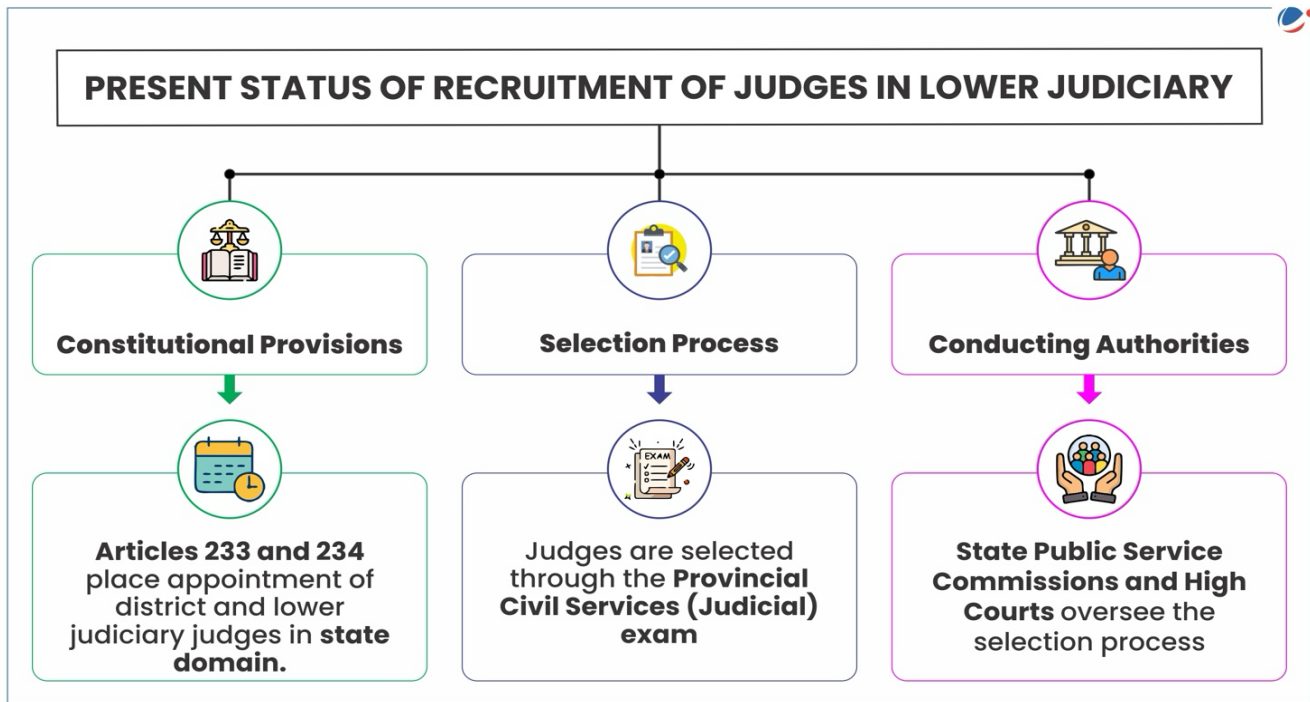 PRESENT STATUS OF RECRUITMENT OF JUDGES IN LOWER JUDICIARY
Constitutional Provisions
Articles 233 and 234
place appointment of
district and lower
judiciary judges in state
domain.
Selection Process
EXAM
Judges are selected
through the Provincial
Civil Services (Judicial)
exam
Conducting Authorities
State Public Service
Commissions and High
Courts oversee the
selection process